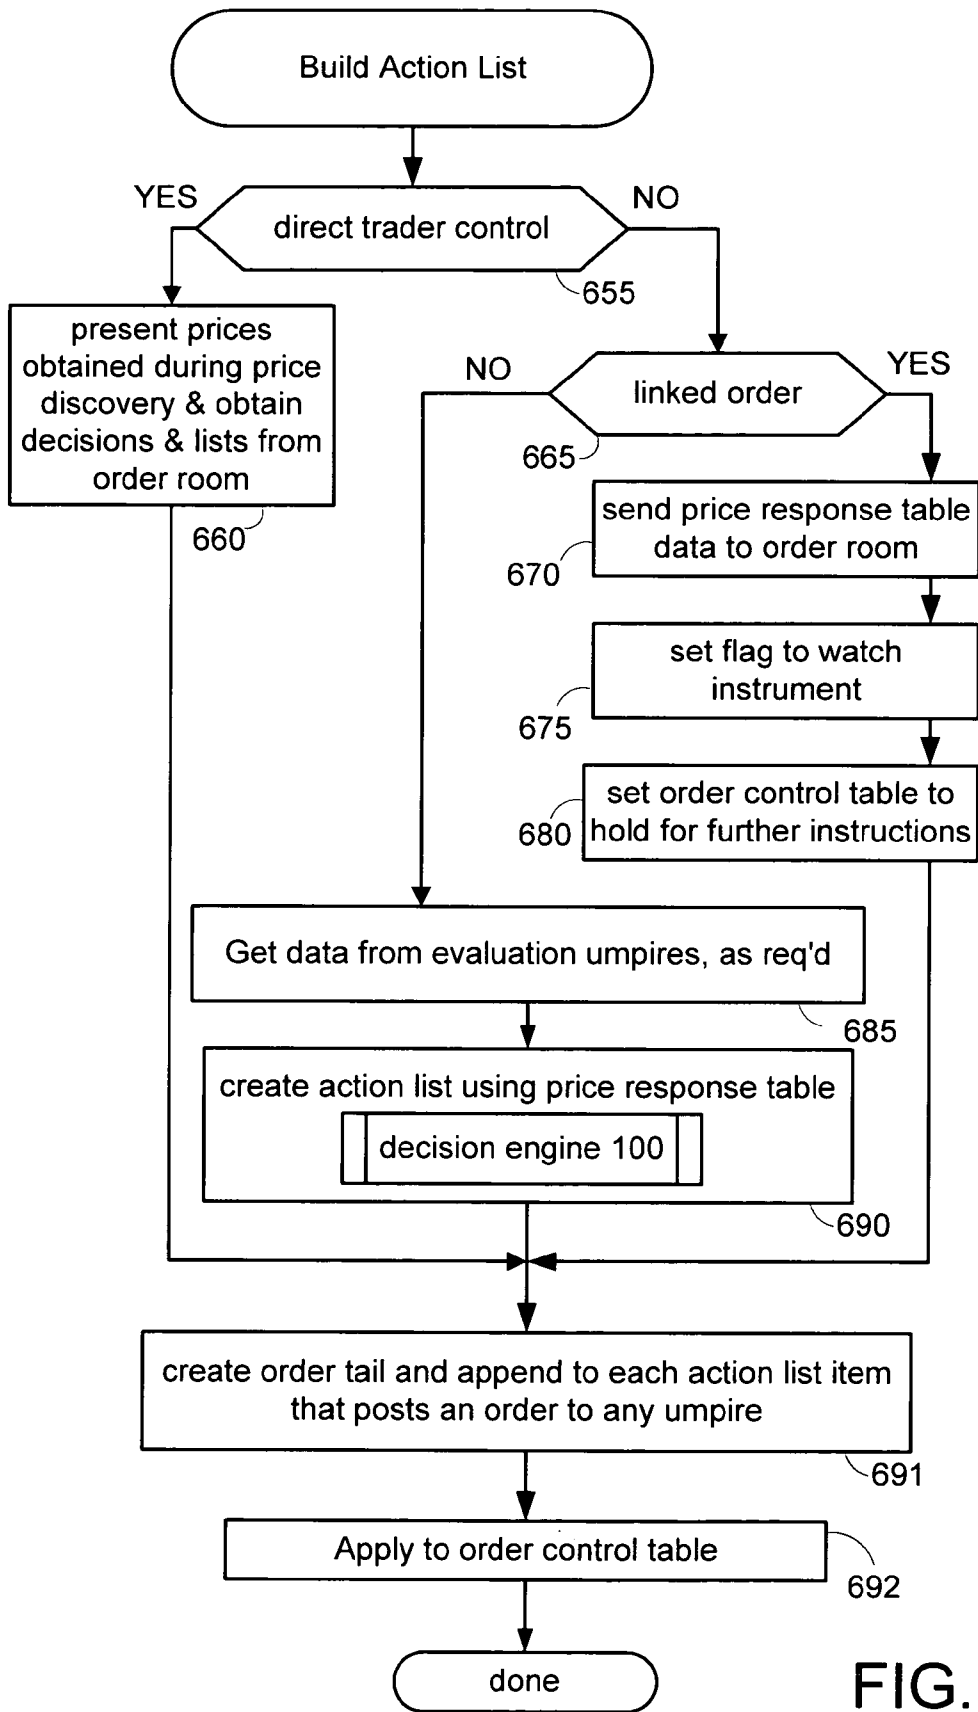 Build Action List
YES
NO
direct trader control
655
present prices
obtained during price
discovery & obtain
decisions & lists from
order room
660
NO
YES
linked order
665
send price response table
data to order room
670
set flag to watch
instrument
675
set order control table to
hold for further instructions
680
Get data from evaluation umpires, as req'd
685
create action list using price response table
decision engine 100
690
create order tail and append to each action list item
that posts an order to any umpire
691
Apply to order control table
692
done
FIG.